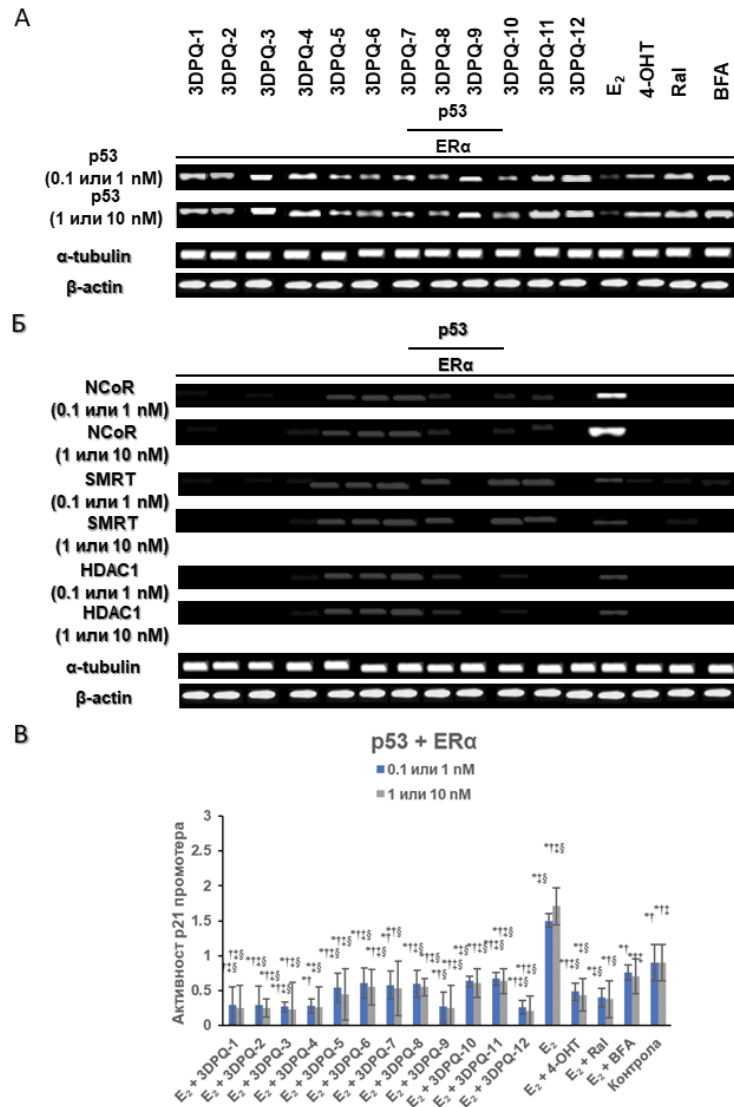 А
3DPQ-1
3DPQ-2
3DPQ-3
3DPQ-4
3DPQ-5
3DPQ-6
3DPQ-7
3DPQ-8
3DPQ-9
3DPQ-10
3DPQ-11
3DPQ-12
E₂
4-OHT
Ral
BFA
p53
ERα
p53
(0.1 или 1 nM)
p53
(1 или 10 nM)
α-tubulin
β-actin
Б
p53
ERα
NCoR
(0.1 или 1 nM)
NCoR
(1 или 10 nM)
SMRT
(0.1 или 1 nM)
SMRT
(1 или 10 nM)
HDAC1
(0.1 или 1 nM)
HDAC1
(1 или 10 nM)
α-tubulin
β-actin
В
p53 + ERα
0.1 или 1 nM
1 или 10 nM
Активност p21 промотера
3
2.5
2
1.5
1
0.5
0
E₂ + 3DPQ-1
E₂ + 3DPQ-2
E₂ + 3DPQ-3
E₂ + 3DPQ-4
E₂ + 3DPQ-5
E₂ + 3DPQ-6
E₂ + 3DPQ-7
E₂ + 3DPQ-8
E₂ + 3DPQ-9
E₂ + 3DPQ-10
E₂ + 3DPQ-11
E₂ + 3DPQ-12
E₂
E₂ + 4-OHT
E₂ + Ral
E₂ + BFA
Контрола